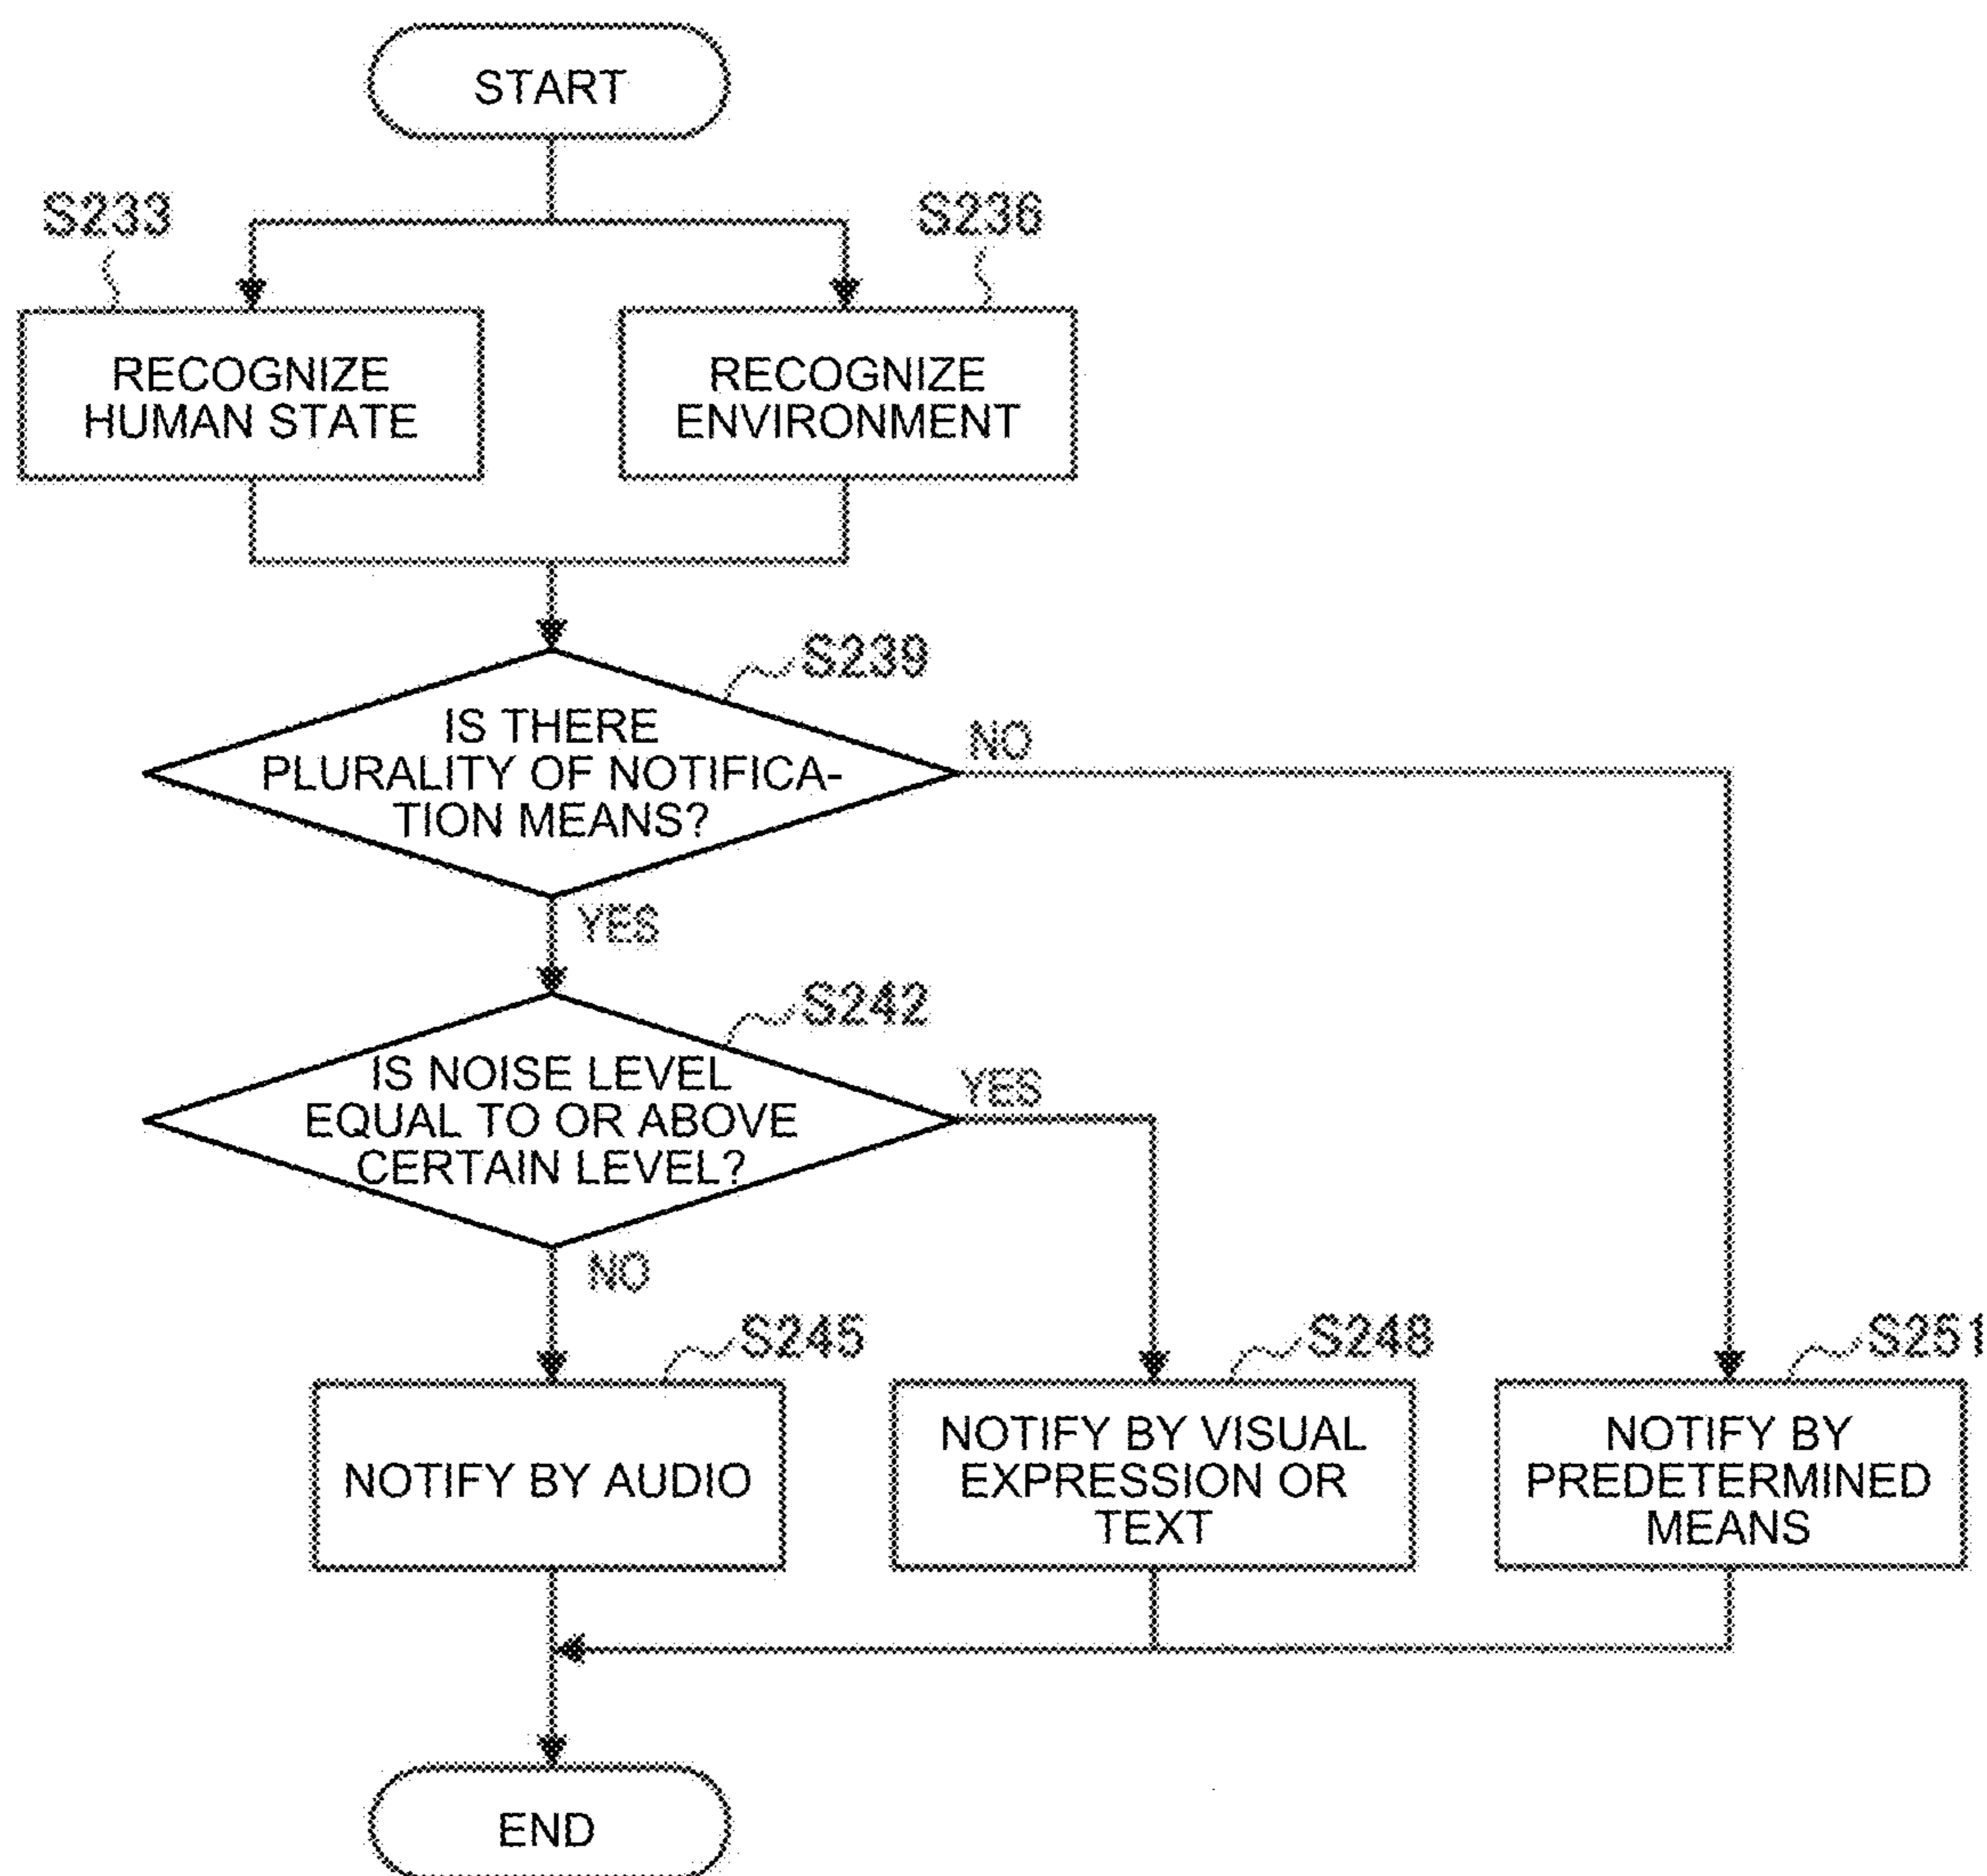 START
S233
S236
RECOGNIZE
HUMAN STATE
RECOGNIZE
ENVIRONMENT
S239
IS THERE
PLURALITY OF NOTIFICA-
TION MEANS?
NO
YES
S242
IS NOISE LEVEL
EQUAL TO OR ABOVE
CERTAIN LEVEL?
YES
NO
S245
S248
S251
NOTIFY BY AUDIO
NOTIFY BY VISUAL
EXPRESSION OR
TEXT
NOTIFY BY
PREDETERMINED
MEANS
END